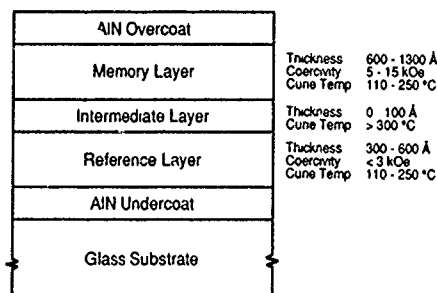 AlN Overcoat
Memory Layer
Thickness 600 - 1300 Å
Coercivity 5 - 15 kOe
Curie Temp 110 - 250 °C
Intermediate Layer
Thickness 0 100 Å
Curie Temp > 300 °C
Reference Layer
Thickness 300 - 600 Å
Coercivity < 3 kOe
Curie Temp 110 - 250 °C
AlN Undercoat
Glass Substrate